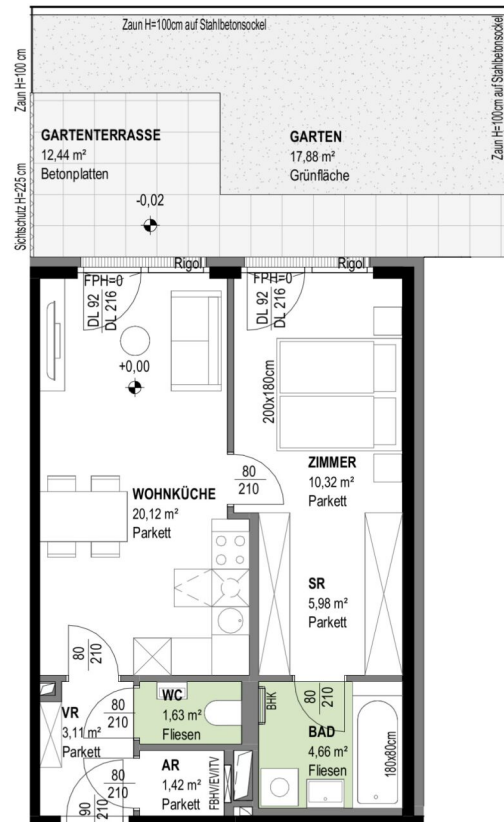 Zaun H=100cm auf Stahlbetonsockel
Zaun H=100 cm
Zaun H=100cm auf Stahlbetonsockel
GARTENTERRASSE
12,44 m²
Betonplatten
GARTEN
17,88 m²
Grünfläche
Sichtschutz H=225 cm
-0,02
Rigol
Rigol
FPH=0
DL 92
DL 216
FPH=0
DL 92
DL 216
+0,00
200x180cm
80
210
ZIMMER
10,32 m²
Parkett
WOHNKÜCHE
20,12 m²
Parkett
SR
5,98 m²
Parkett
80
210
VR
3,11 m²
Parkett
80
210
WC
1,63 m²
Fliesen
BHK
80
210
BAD
4,66 m²
Fliesen
180x80cm
80
210
AR
1,42 m²
Parkett
FBHV/EV/ITV
90
210